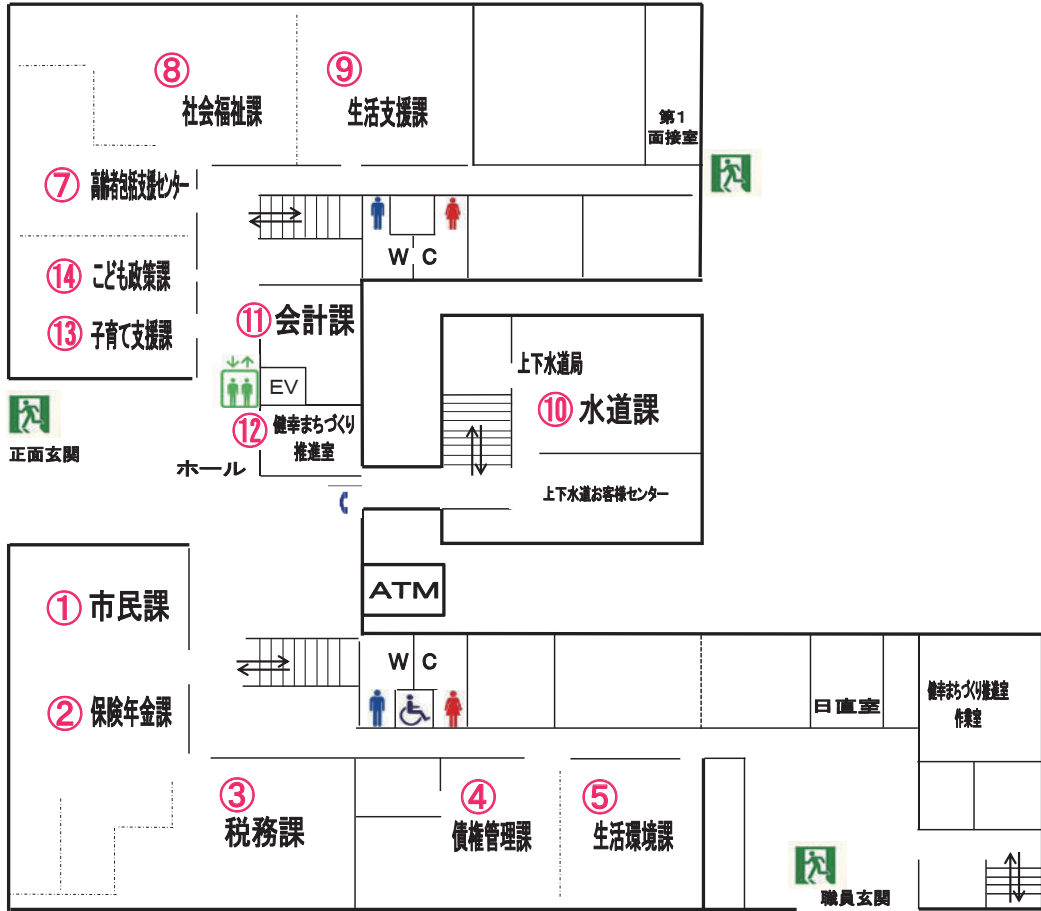 ⑧
社会福祉課
⑨
生活支援課
第1
面接室
⑦ 高齢者包括支援センター
W C
⑭ こども政策課
⑬ 子育て支援課
⑪ 会計課
EV
上下水道局
⑩ 水道課
⑫ 健幸まちづくり
推進室
正面玄関
ホール
上下水道お客様センター
ATM
① 市民課
② 保険年金課
W C
日直室
健幸まちづくり推進室
作業室
③
税務課
④
債権管理課
⑤
生活環境課
職員玄関